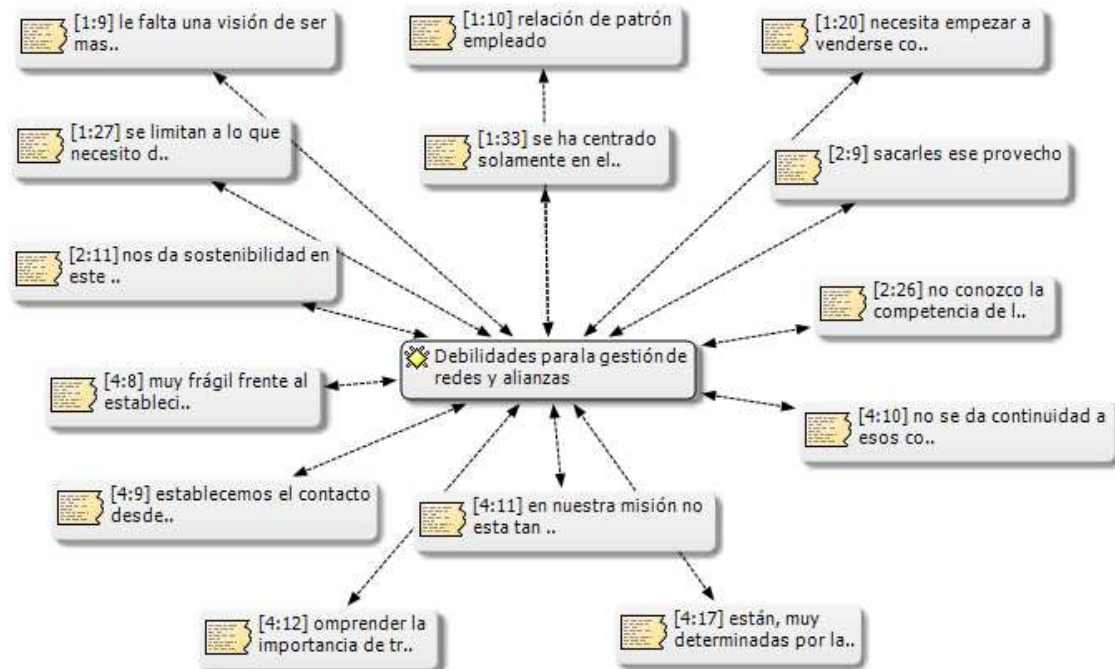 [1:9] le falta una visión de ser
mas..
[1:10] relación de patrón
empleado
[1:20] necesita empezar a
venderse co..
[1:27] se limitan a lo que
necesito d..
[1:33] se ha centrado
solamente en el..
[2:9] sacarles ese provecho
[2:11] nos da sostenibilidad en
este ..
[2:26] no conozco la
competencia de l..
Debilidades para la gestión de
redes y alianzas
[4:8] muy frágil frente al
estableci..
[4:10] no se da continuidad a
esos co..
[4:9] establecemos el contacto
desde..
[4:11] en nuestra misión no
esta tan ..
[4:12] omprender la
importancia de tr..
[4:17] están, muy
determinadas por la..